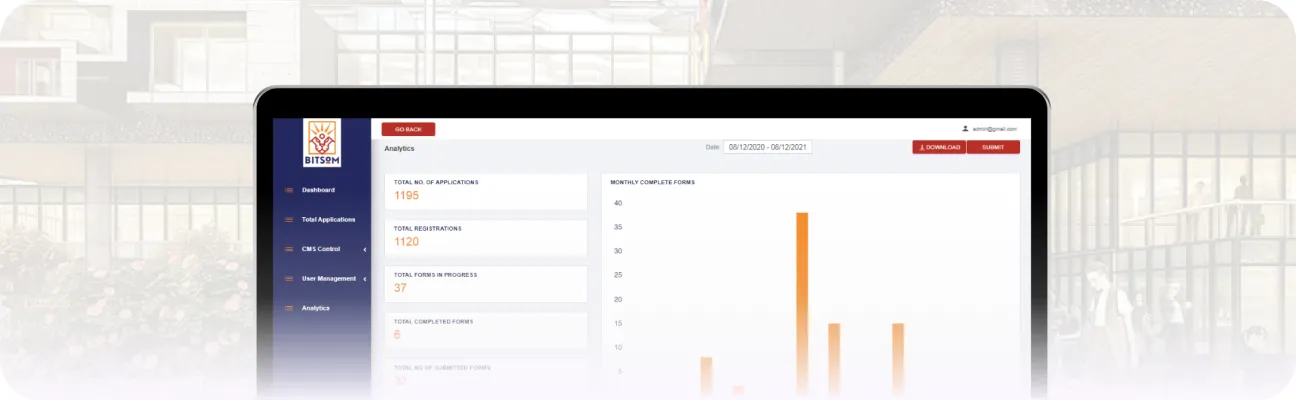 BITSOM
Dashboard
Total Applications
CMS Control
User Management
Analytics
GO BACK
admin@gmail.com
Analytics
Date
08/12/2020 - 08/12/2021
DOWNLOAD
SUBMIT
TOTAL NO. OF APPLICATIONS
1195
TOTAL REGISTRATIONS
1120
TOTAL FORMS IN PROGRESS
37
TOTAL COMPLETED FORMS
6
TOTAL NO OF SUBMITTED FORMS
32
MONTHLY COMPLETE FORMS
40
35
30
25
20
15
10
5